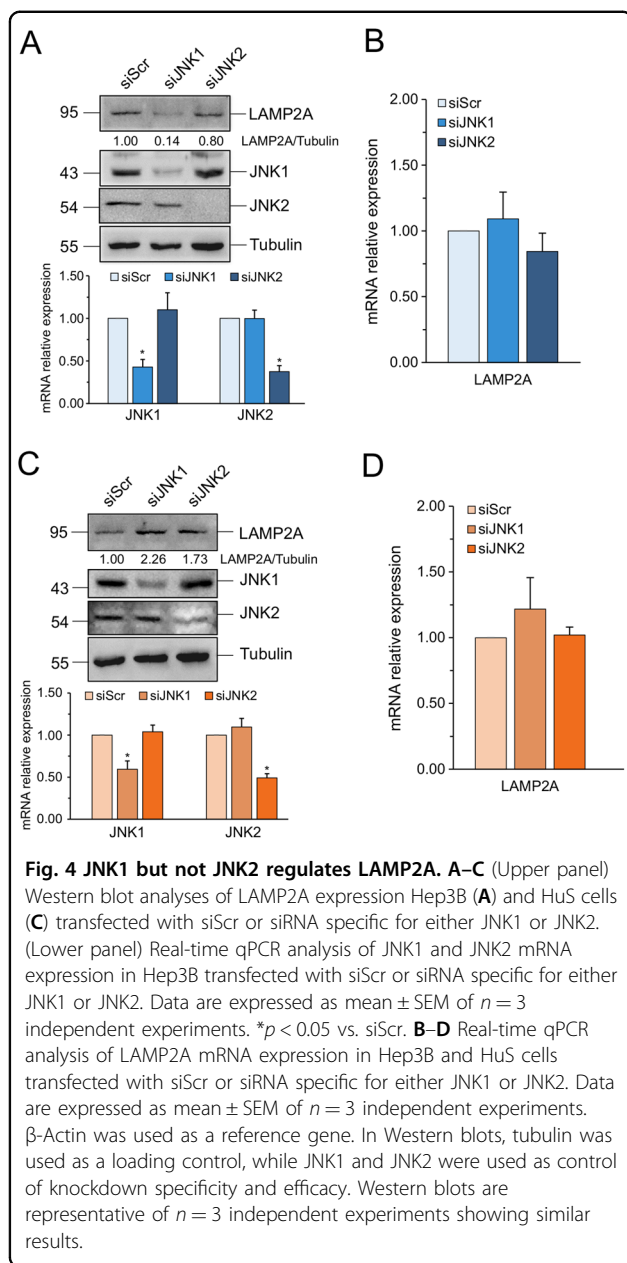 A
siScr siJNK1 siJNK2
95 LAMP2A
1.00 0.14 0.80 LAMP2A/Tubulin
43 JNK1
54 JNK2
55 Tubulin
siScr siJNK1 siJNK2
mRNA relative expression
1.50
1.00
0.50
0.00
* *
JNK1 JNK2
B
siScr
siJNK1
siJNK2
mRNA relative expression
2.00
1.50
1.00
0.50
0.00
LAMP2A
C
siScr siJNK1 siJNK2
95 LAMP2A
1.00 2.26 1.73 LAMP2A/Tubulin
43 JNK1
54 JNK2
55 Tubulin
siScr siJNK1 siJNK2
mRNA relative expression
1.50
1.00
0.50
0.00
* *
JNK1 JNK2
D
siScr
siJNK1
siJNK2
mRNA relative expression
2.00
1.50
1.00
0.50
0.00
LAMP2A
Fig. 4 JNK1 but not JNK2 regulates LAMP2A. A–C (Upper panel)
Western blot analyses of LAMP2A expression Hep3B (A) and HuS cells
(C) transfected with siScr or siRNA specific for either JNK1 or JNK2.
(Lower panel) Real-time qPCR analysis of JNK1 and JNK2 mRNA
expression in Hep3B transfected with siScr or siRNA specific for either
JNK1 or JNK2. Data are expressed as mean ± SEM of n = 3
independent experiments. *p < 0.05 vs. siScr. B–D Real-time qPCR
analysis of LAMP2A mRNA expression in Hep3B and HuS cells
transfected with siScr or siRNA specific for either JNK1 or JNK2. Data
are expressed as mean ± SEM of n = 3 independent experiments.
β-Actin was used as a reference gene. In Western blots, tubulin was
used as a loading control, while JNK1 and JNK2 were used as control
of knockdown specificity and efficacy. Western blots are
representative of n = 3 independent experiments showing similar
results.